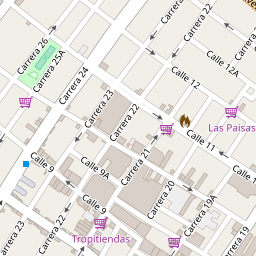 Carrera 26
Carrera 25A
Carrera 24
Carrera 23
Carrera 22
Carrera 22
Calle 12A
Calle 12
Las Paisas
Calle 11
Calle 9
Calle 9A
Carrera 21
Calle 9
Carrera 20
Carrera 19A
Carrera 19
Carrera 23
Carrera 22
Tropitiendas